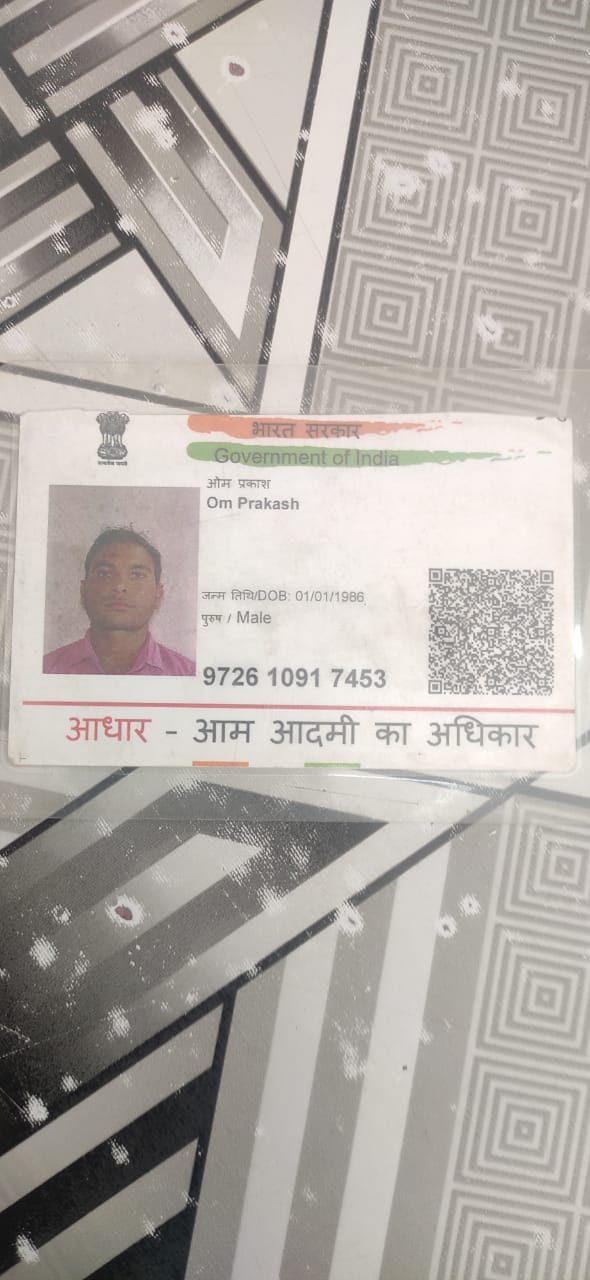 भारत सरकार
Government of India
सत्यमेव जयते
ओम प्रकाश
Om Prakash
जन्म तिथि/DOB: 01/01/1986
पुरुष / Male
9726 1091 7453
आधार - आम आदमी का अधिकार